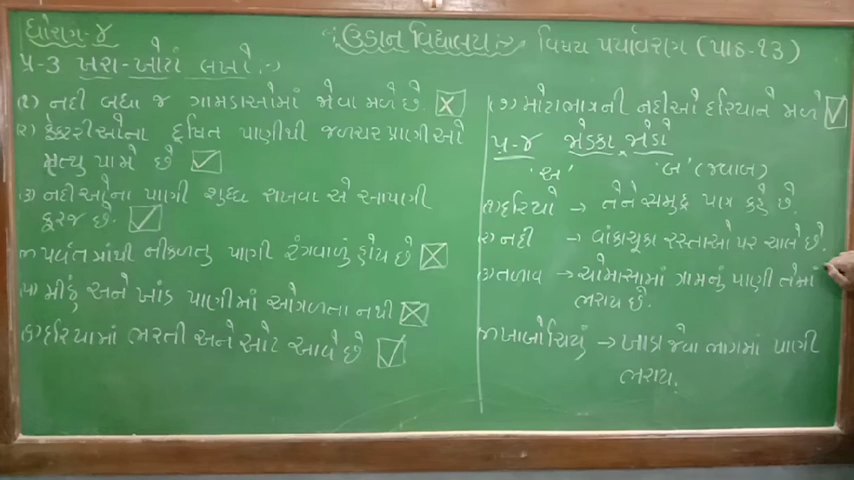 ધોરણ-૪
ઉડાન વિદ્યાલય
વિષય પર્યાવરણ (પાઠ-૧૩)
પ્ર-૩ ખરા-ખોટાં લખો :-
(૧) નદી બધા જ ગામડાઓમાં જોવા મળે છે. ☒
(૨) ફેક્ટરીઓના દૂષિત પાણીથી જળચર પ્રાણીઓ
મૃત્યુ પામે છે ☑
(૩) નદીઓના પાણી શુદ્ધ રાખવા એ આપણી
ફરજ છે. ☑
(૪) પર્વતમાંથી નીકળતુ પાણી રંગવાળું હોય છે ☒
(૫) મીઠું અને ખાંડ પાણીમાં ઓગળતા નથી ☒
(૬) દરિયામાં ભરતી અને ઓટ આવે છે ☑
(૭) મોટાભાગની નદીઓ દરિયાને મળે ☑
પ્ર-૪ જોડકા જોડો
'અ' 'બ' (જવાબ)
(૧) દરિયો → તેને સમુદ્ર પણ કહે છે.
(૨) નદી → વાંકાચૂકા રસ્તાઓ પર ચાલે છે.
(૩) તળાવ → ચોમાસામાં ગામનું પાણી તેમાં
ભરાય છે.
(૪) ખાબોચિયું → ખાડા જેવા ભાગમાં પાણી
ભરાય.